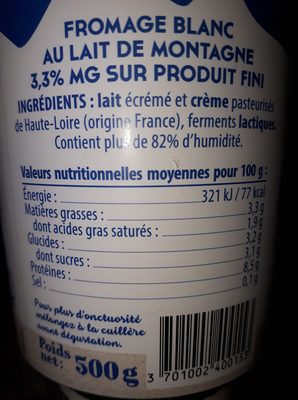 FROMAGE BLANC
AU LAIT DE MONTAGNE
3,3% MG SUR PRODUIT FINI
INGRÉDIENTS : lait écrémé et crème pasteurisés
de Haute-Loire (origine France), ferments lactiques.
Contient plus de 82% d'humidité.
Valeurs nutritionnelles moyennes pour 100 g :
Énergie : 321 kJ / 77 kcal
Matières grasses : 3,3 g
dont acides gras saturés : 1,9 g
Glucides : 3,2 g
dont sucres : 3,1 g
Protéines : 8,5 g
Sel : 0,1 g
Pour plus d'onctuosité
mélangez à la cuillère
avant dégustation.
Poids
net : 500 g
3 701002 400153